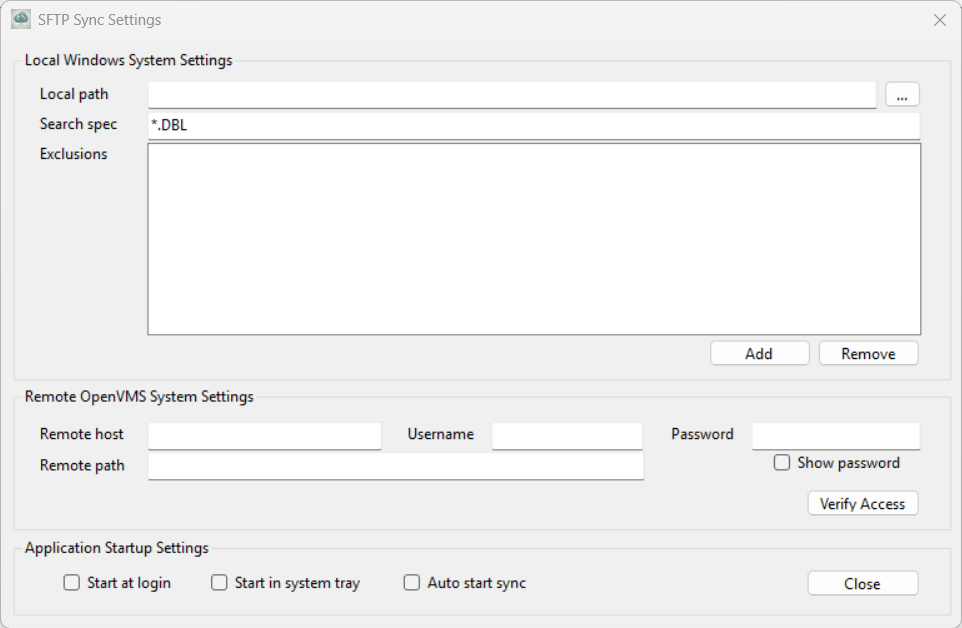 SFTP Sync Settings
Local Windows System Settings
Local path ...
Search spec *.DBL
Exclusions
Add Remove
Remote OpenVMS System Settings
Remote host Username Password
Remote path Show password
Verify Access
Application Startup Settings
Start at login Start in system tray Auto start sync Close